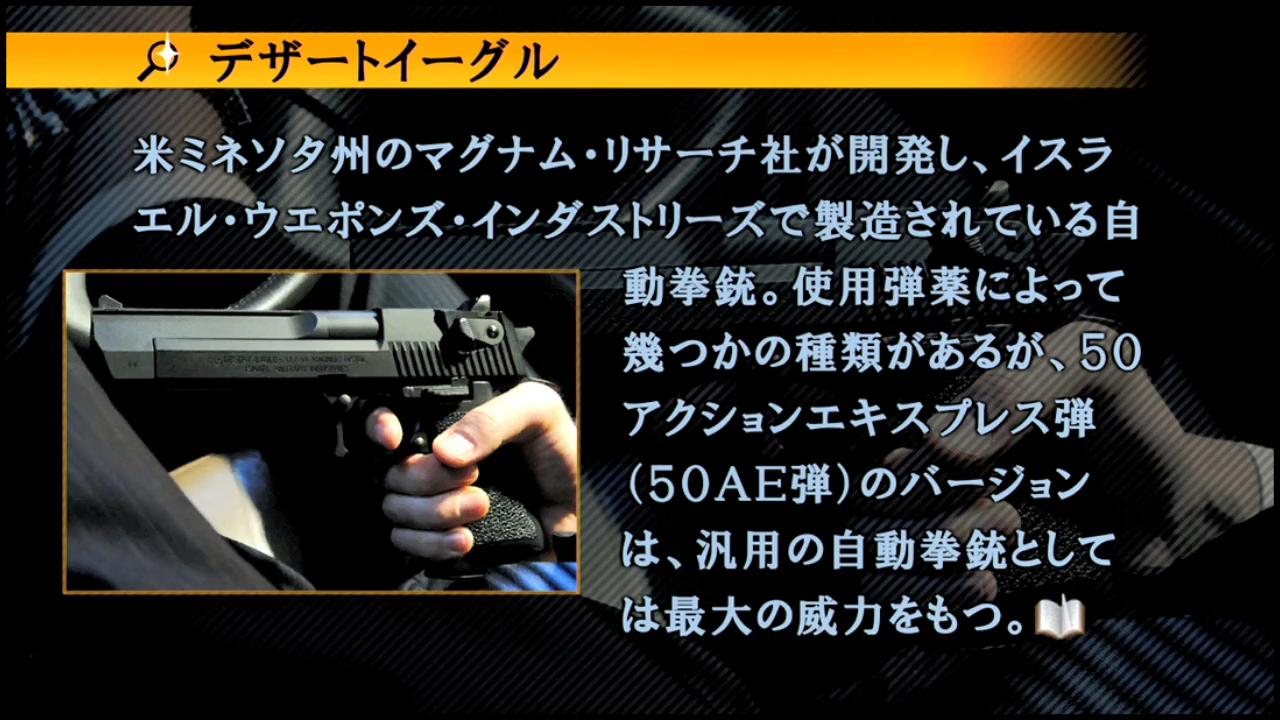 デザートイーグル
米ミネソタ州のマグナム・リサーチ社が開発し、イスラ
エル・ウエポンズ・インダストリーズで製造されている自
動拳銃。使用弾薬によって
幾つかの種類があるが、50
アクションエキスプレス弾
(50AE弾)のバージョン
は、汎用の自動拳銃として
は最大の威力をもつ。